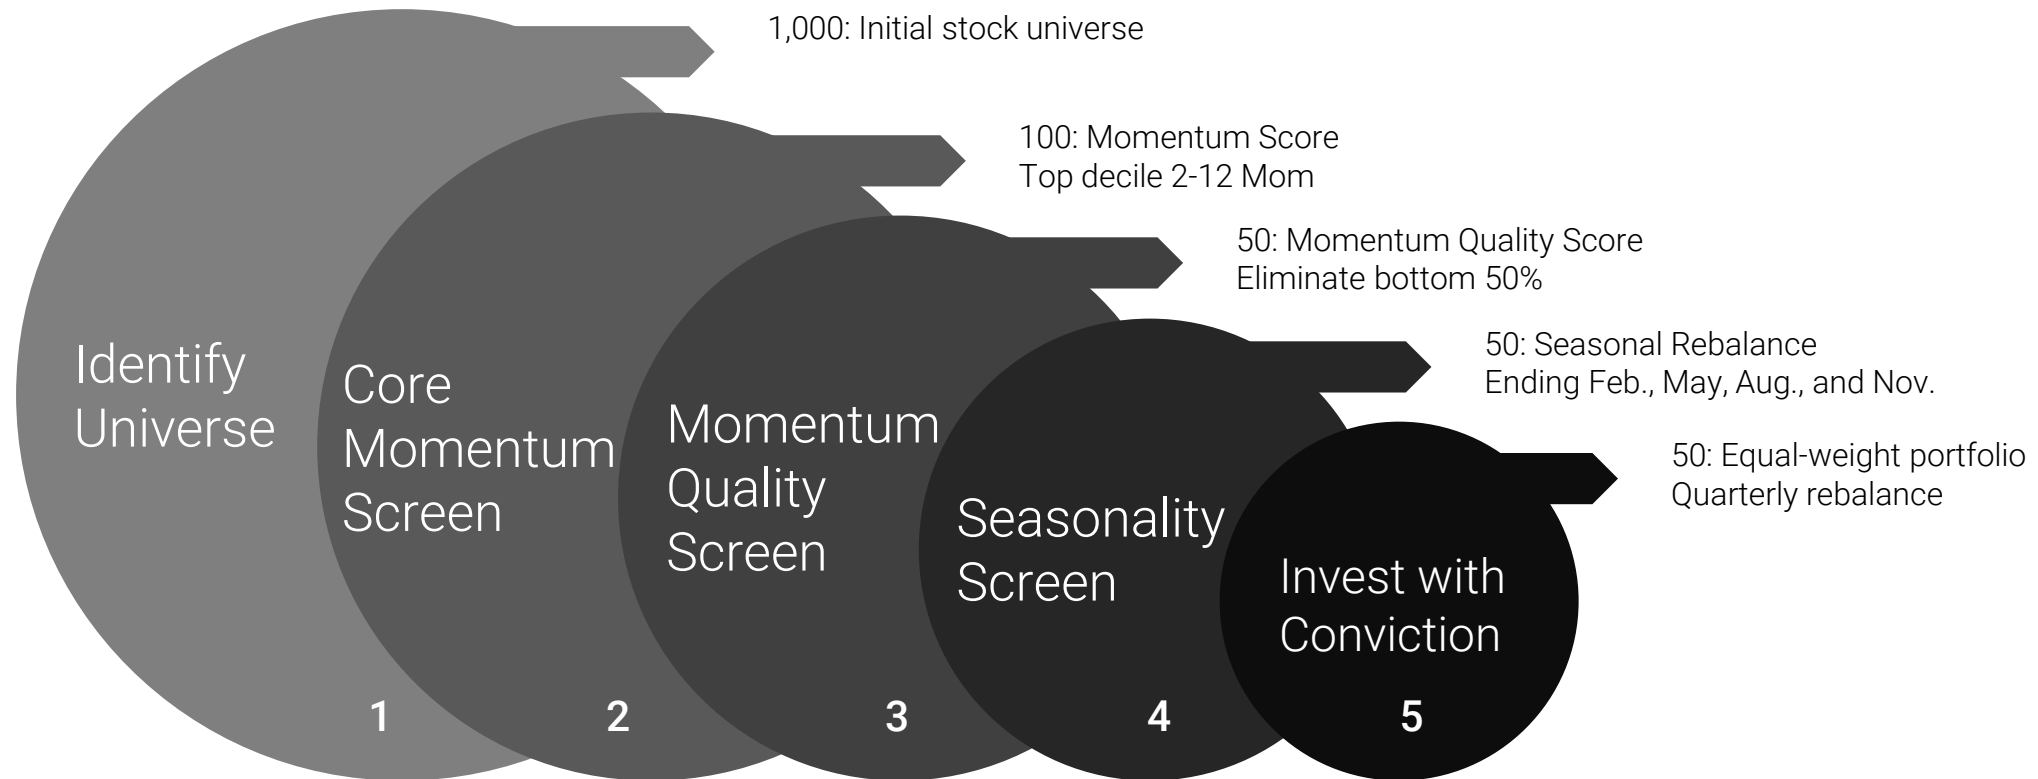 1,000: Initial stock universe
100: Momentum Score
Top decile 2-12 Mom
50: Momentum Quality Score
Eliminate bottom 50%
50: Seasonal Rebalance
Ending Feb., May, Aug., and Nov.
50: Equal-weight portfolio
Quarterly rebalance
Identify
Universe
1
Core
Momentum
Screen
2
Momentum
Quality
Screen
3
Seasonality
Screen
4
Invest with
Conviction
5